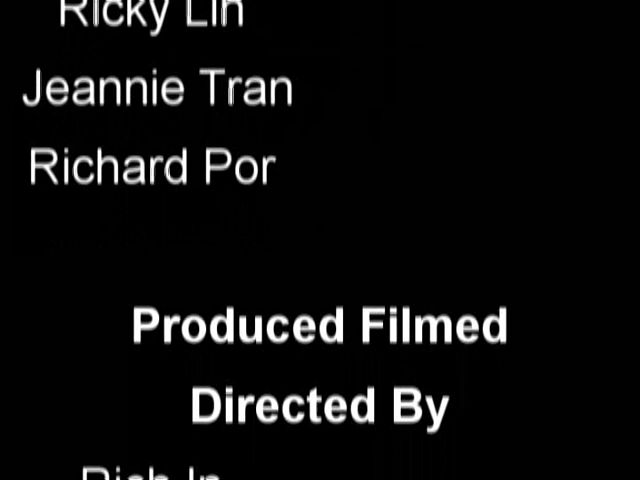 Ricky Lin
Jeannie Tran
Richard Por
Produced Filmed
Directed By